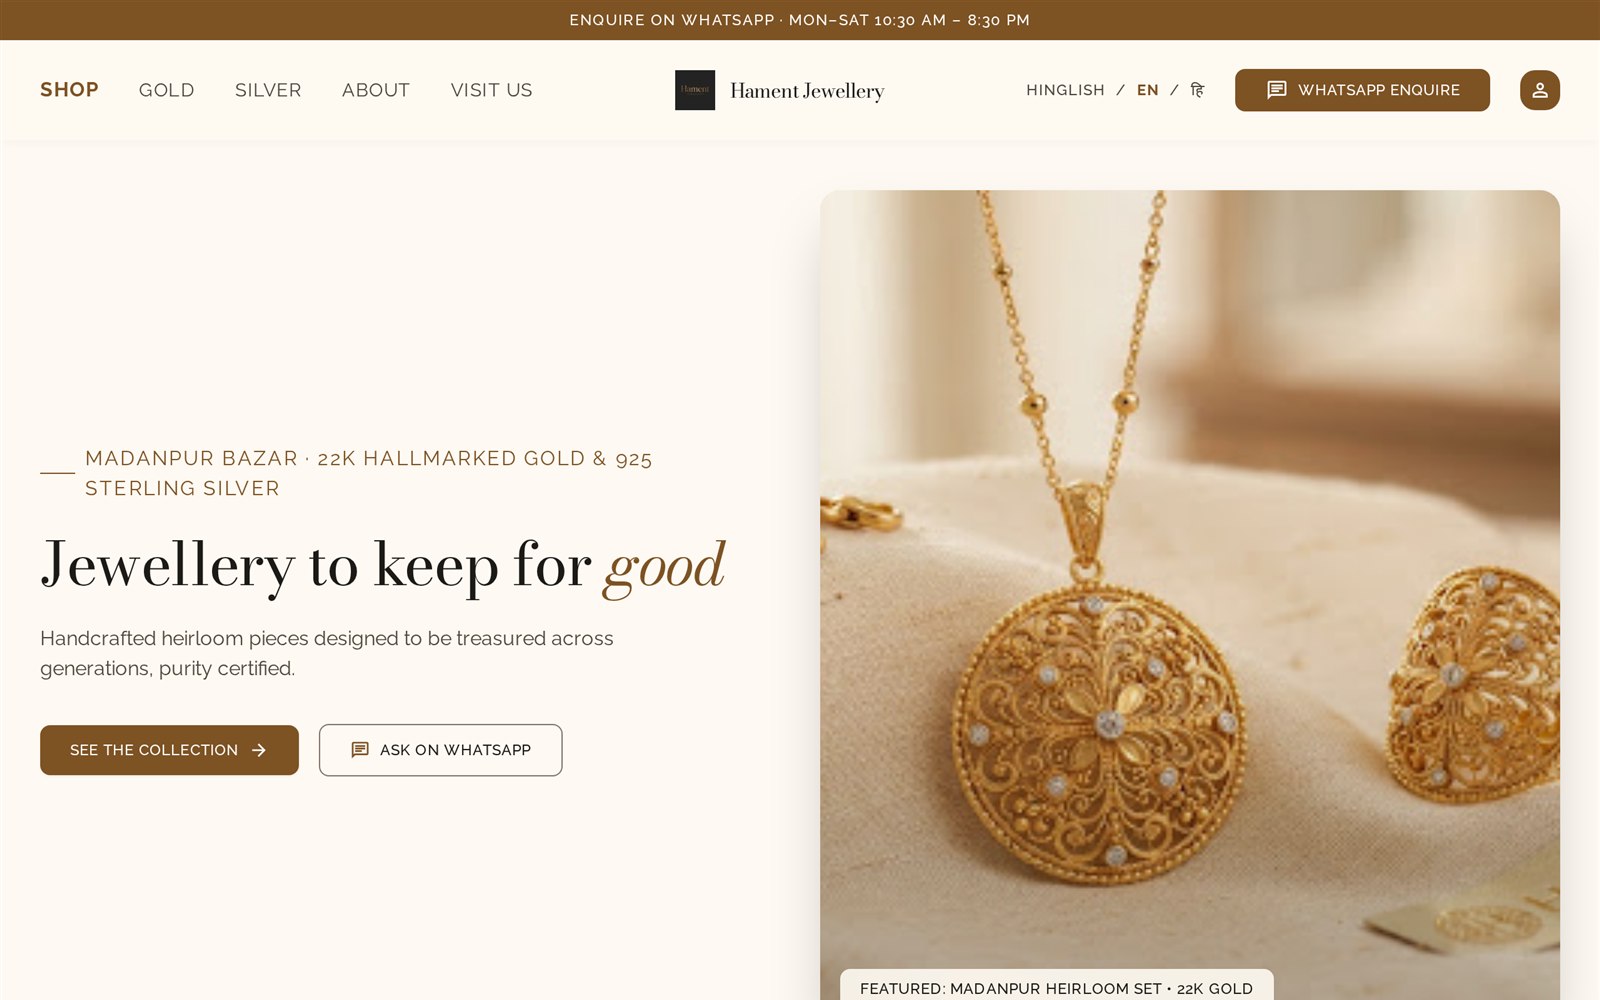 ENQUIRE ON WHATSAPP · MON–SAT 10:30 AM – 8:30 PM
SHOP GOLD SILVER ABOUT VISIT US
Hament
Hament Jewellery
HINGLISH / EN / हि
WHATSAPP ENQUIRE
MADANPUR BAZAR · 22K HALLMARKED GOLD & 925
STERLING SILVER
Jewellery to keep for good
Handcrafted heirloom pieces designed to be treasured across
generations, purity certified.
SEE THE COLLECTION
ASK ON WHATSAPP
FEATURED: MADANPUR HEIRLOOM SET • 22K GOLD